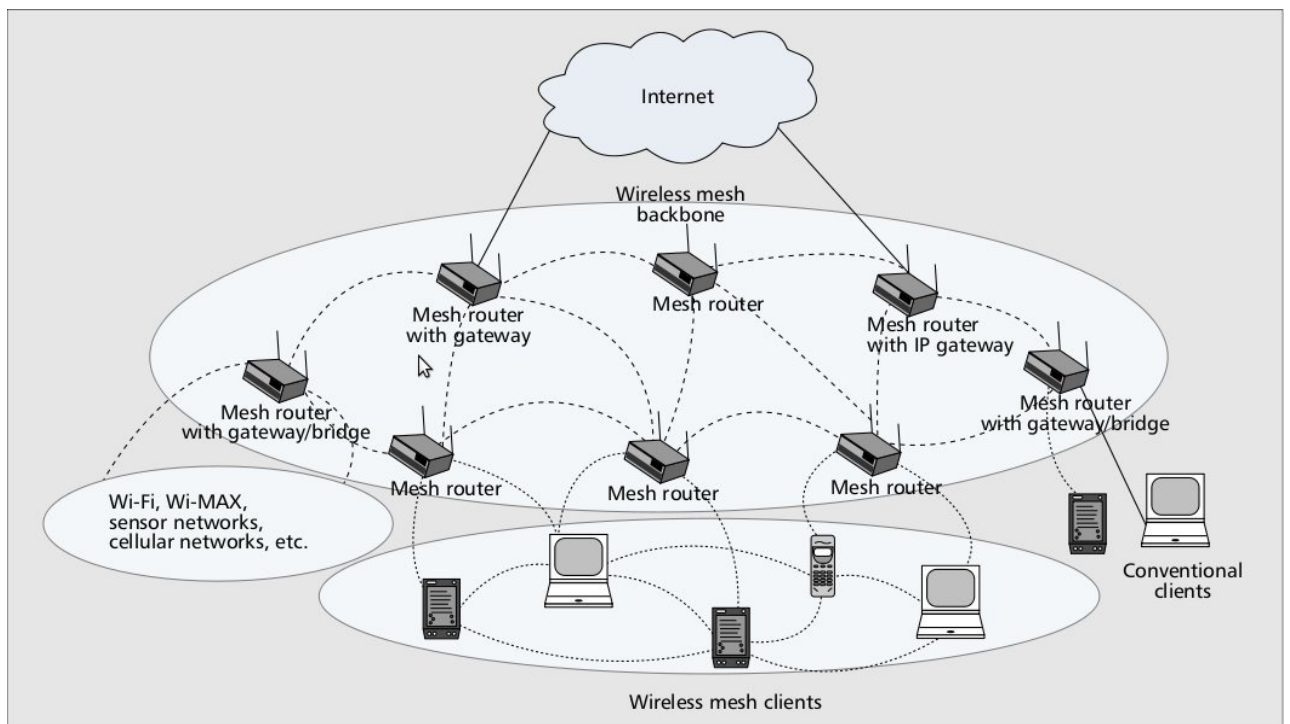 Internet
Wireless mesh
backbone
Mesh router
with gateway
Mesh router
Mesh router
with IP gateway
Mesh router
with gateway/bridge
Mesh router
with gateway/bridge
Mesh router
Mesh router
Mesh router
Wi-Fi, Wi-MAX,
sensor networks,
cellular networks, etc.
Conventional
clients
Wireless mesh clients